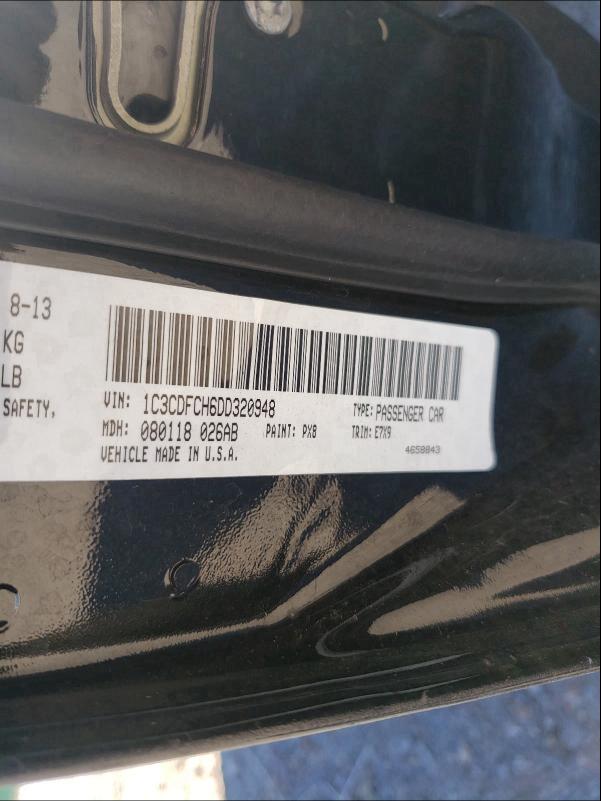 8-13
KG
LB
SAFETY,
VIN: 1C3CDFCH6DD320948 TYPE: PASSENGER CAR
MDH: 080118 026AB PAINT: PX8 TRIM: E7X9
VEHICLE MADE IN U.S.A. 4658843